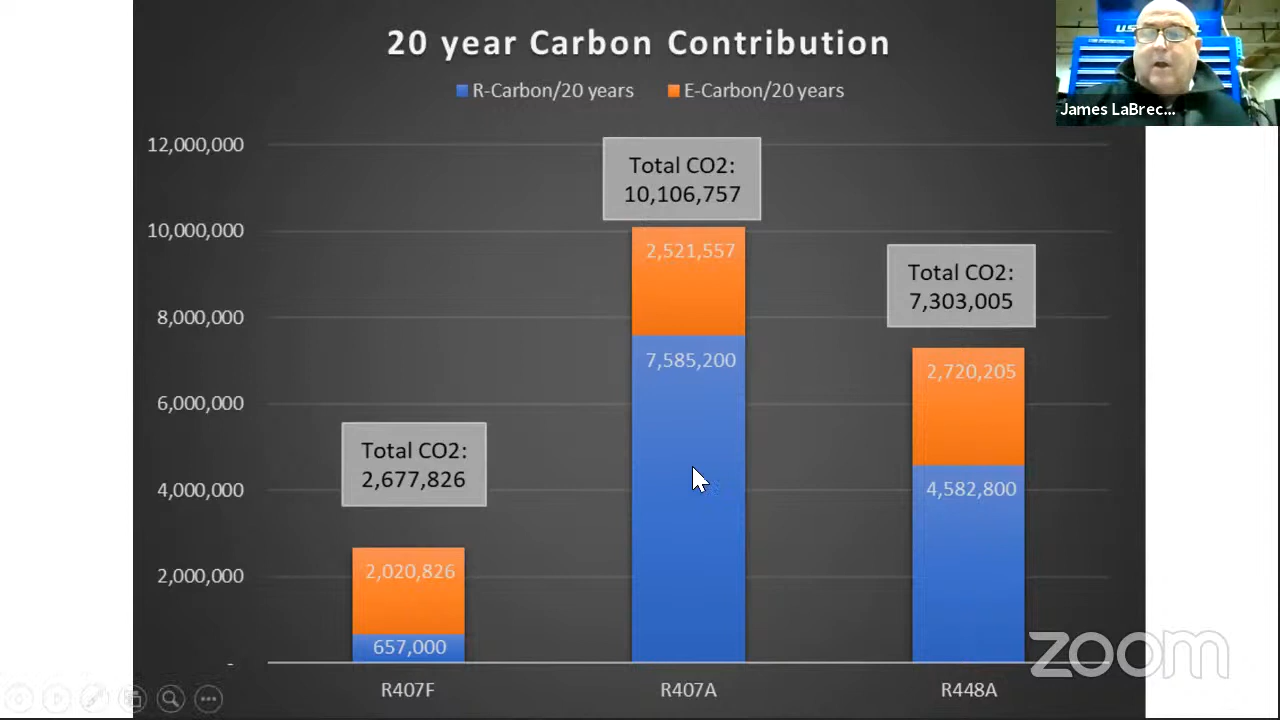 20 year Carbon Contribution
R-Carbon/20 years E-Carbon/20 years
12,000,000
10,000,000
8,000,000
6,000,000
4,000,000
2,000,000
-
Total CO2:
2,677,826
2,020,826
657,000
R407F
Total CO2:
10,106,757
2,521,557
7,585,200
R407A
Total CO2:
7,303,005
2,720,205
4,582,800
R448A
James LaBrec...
zoom